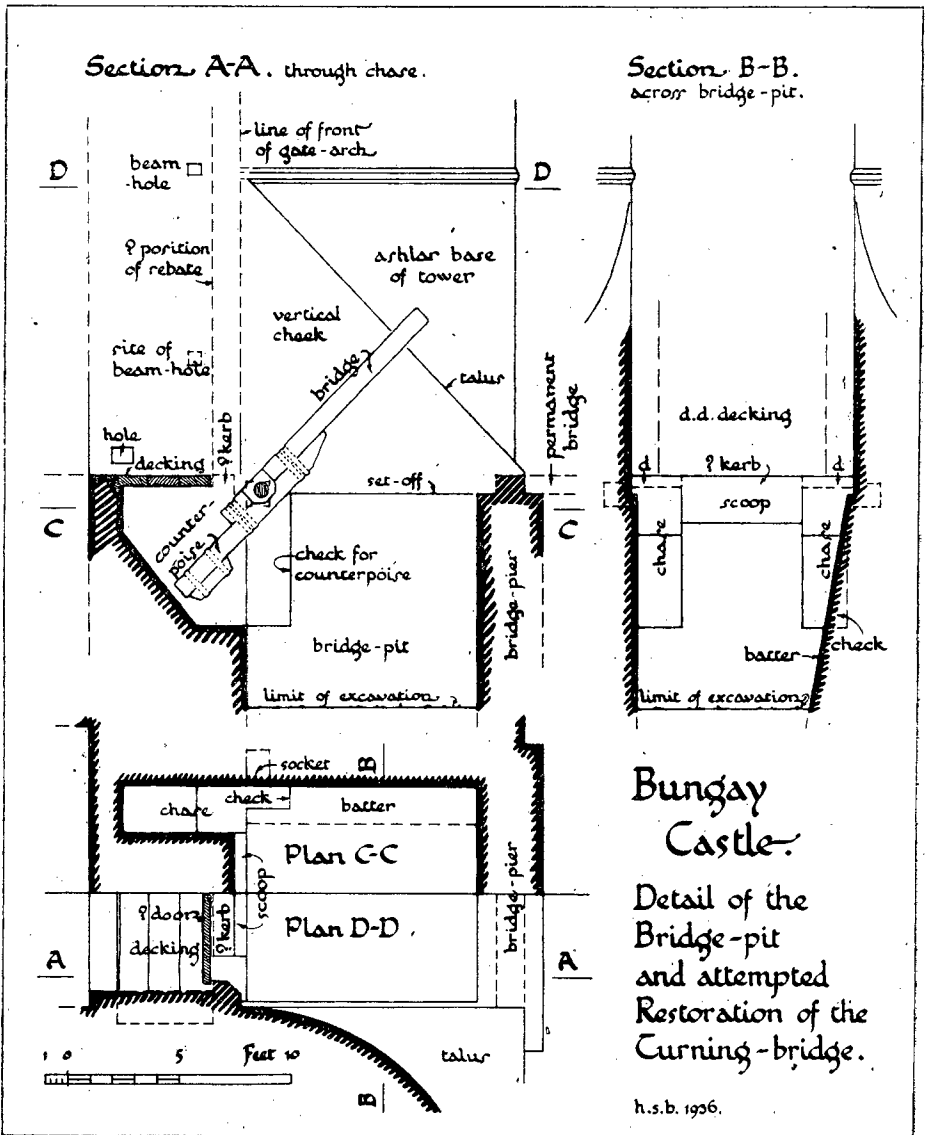 Section A-A. through chase.
Section B-B.
across bridge-pit.
line of front
of gate-arch
D
D
beam
-hole
? position
of rebate
ashlar base
of tower
vertical
cheek
site of
beam-hole
bridge
talus
permanent
bridge
hole
decking
? kerb
set-off
C
C
counter-
poise
check for
counterpoise
bridge-pit
bridge-pier
limit of excavation ?
d.d. decking
d
? kerb
d
scoop
chase
chase
check
batter
limit of excavation ?
socket
B
chase
check
batter
Plan C-C
scoop
bridge-pier
? door
decking
? kerb
Plan D-D
A
A
talus
B
1 0 5 Feet 10
Bungay
Castle.
Detail of the
Bridge-pit
and attempted
Restoration of the
Turning-bridge.
h.s.b. 1936.